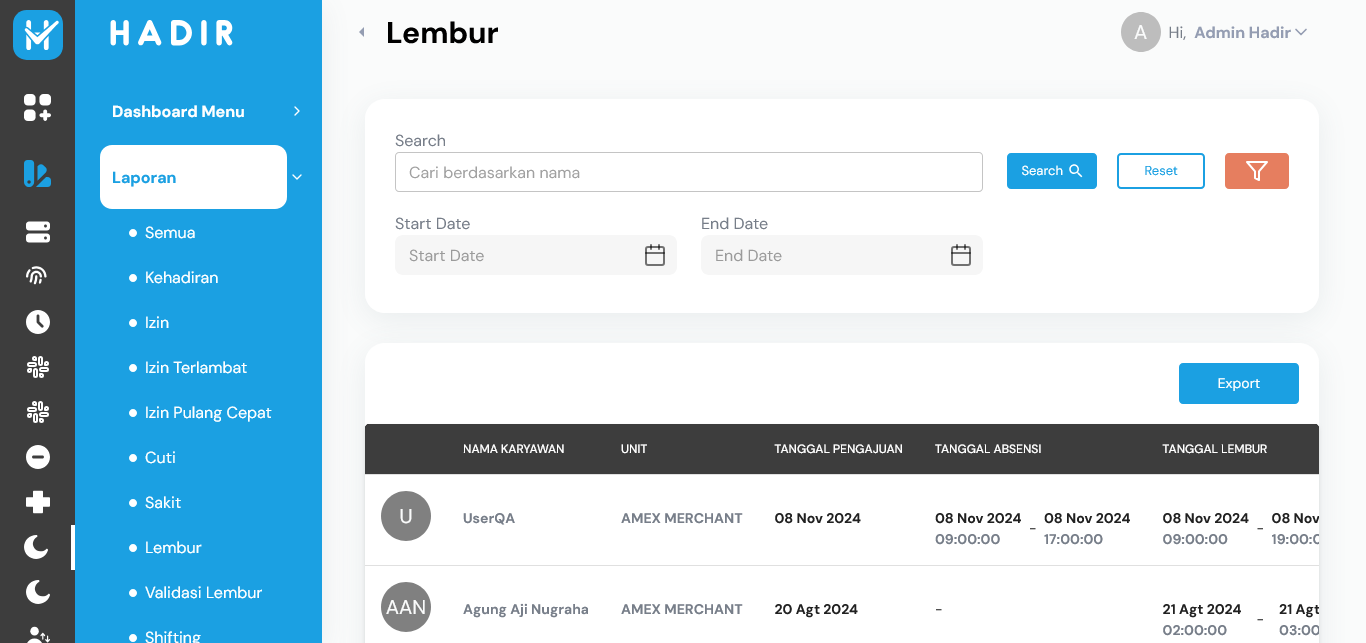 HADIR
Dashboard Menu
Laporan
Semua
Kehadiran
Izin
Izin Terlambat
Izin Pulang Cepat
Cuti
Sakit
Lembur
Validasi Lembur
Shifting
Lembur
A Hi, Admin Hadir
Search
Cari berdasarkan nama
Search
Reset
Start Date
End Date
Start Date
End Date
Export
NAMA KARYAWAN UNIT TANGGAL PENGAJUAN TANGGAL ABSENSI TANGGAL LEMBUR
U UserQA AMEX MERCHANT 08 Nov 2024 08 Nov 2024 - 08 Nov 2024 08 Nov 2024 - 08 Nov
09:00:00 17:00:00 09:00:00 19:00:0
AAN Agung Aji Nugraha AMEX MERCHANT 20 Agt 2024 - 21 Agt 2024 - 21 Agt
02:00:00 03:00